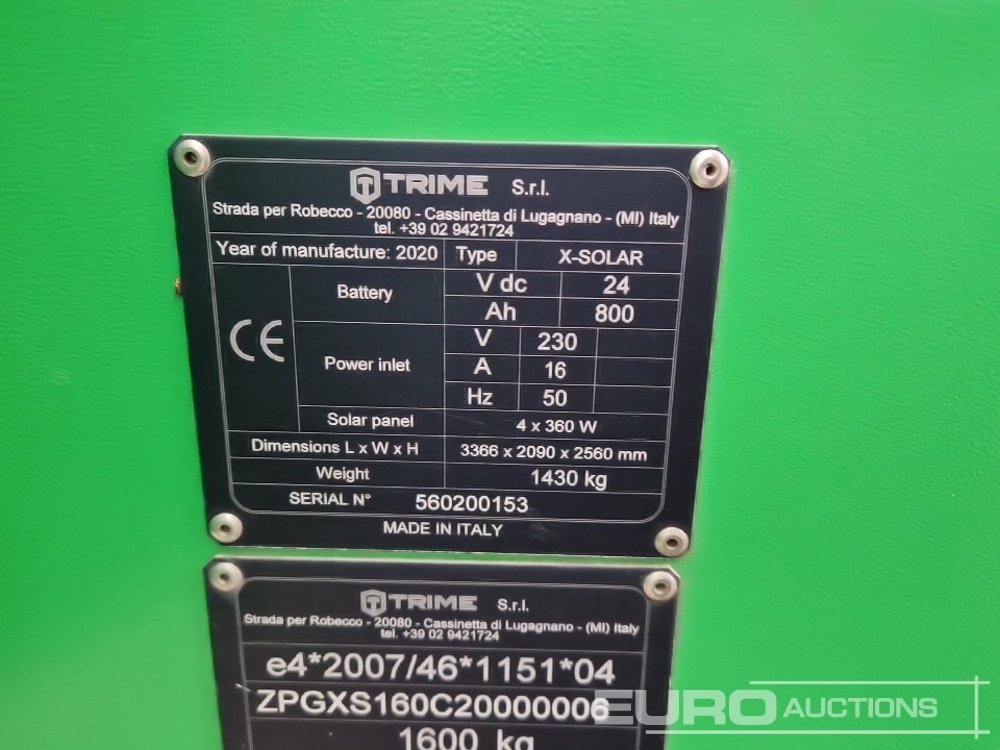 TRIME S.r.l.
Strada per Robecco - 20080 - Cassinetta di Lugagnano - (MI) Italy
tel. +39 02 9421724
Year of manufacture: 2020 Type X-SOLAR
CE
Battery
V dc 24
Ah 800
Power inlet
V 230
A 16
Hz 50
Solar panel 4 x 360 W
Dimensions L x W x H 3366 x 2090 x 2560 mm
Weight 1430 kg
SERIAL N° 560200153
MADE IN ITALY
TRIME S.r.l.
Strada per Robecco - 20080 - Cassinetta di Lugagnano - (MI) Italy
tel. +39 02 9421724
e4*2007/46*1151*04
ZPGXS160C20000006
1600 kg
EURO AUCTIONS